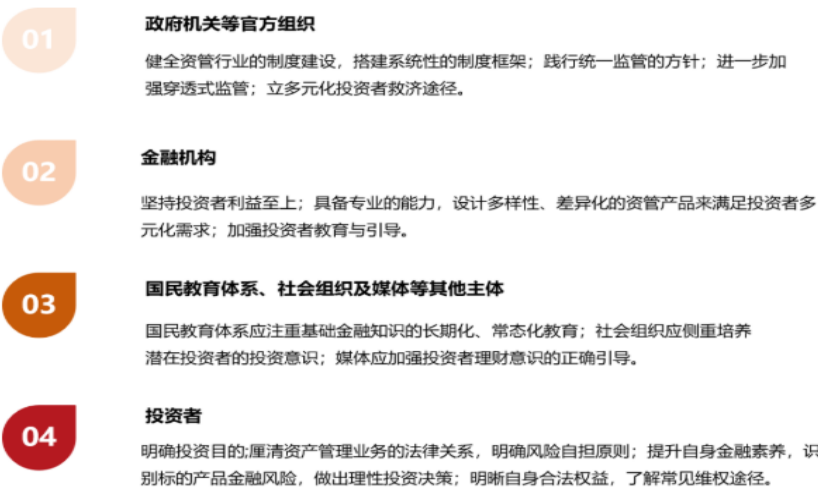 01
政府机关等官方组织
健全资管行业的制度建设，搭建系统性的制度框架；践行统一监管的方针；进一步加
强穿透式监管；立多元化投资者救济途径。
02
金融机构
坚持投资者利益至上；具备专业的能力，设计多样性、差异化的资管产品来满足投资者多
元化需求；加强投资者教育与引导。
03
国民教育体系、社会组织及媒体等其他主体
国民教育体系应注重基础金融知识的长期化、常态化教育；社会组织应侧重培养
潜在投资者的投资意识；媒体应加强投资者理财意识的正确引导。
04
投资者
明确投资目的;厘清资产管理业务的法律关系，明确风险自担原则；提升自身金融素养，识
别标的产品金融风险，做出理性投资决策；明晰自身合法权益，了解常见维权途径。